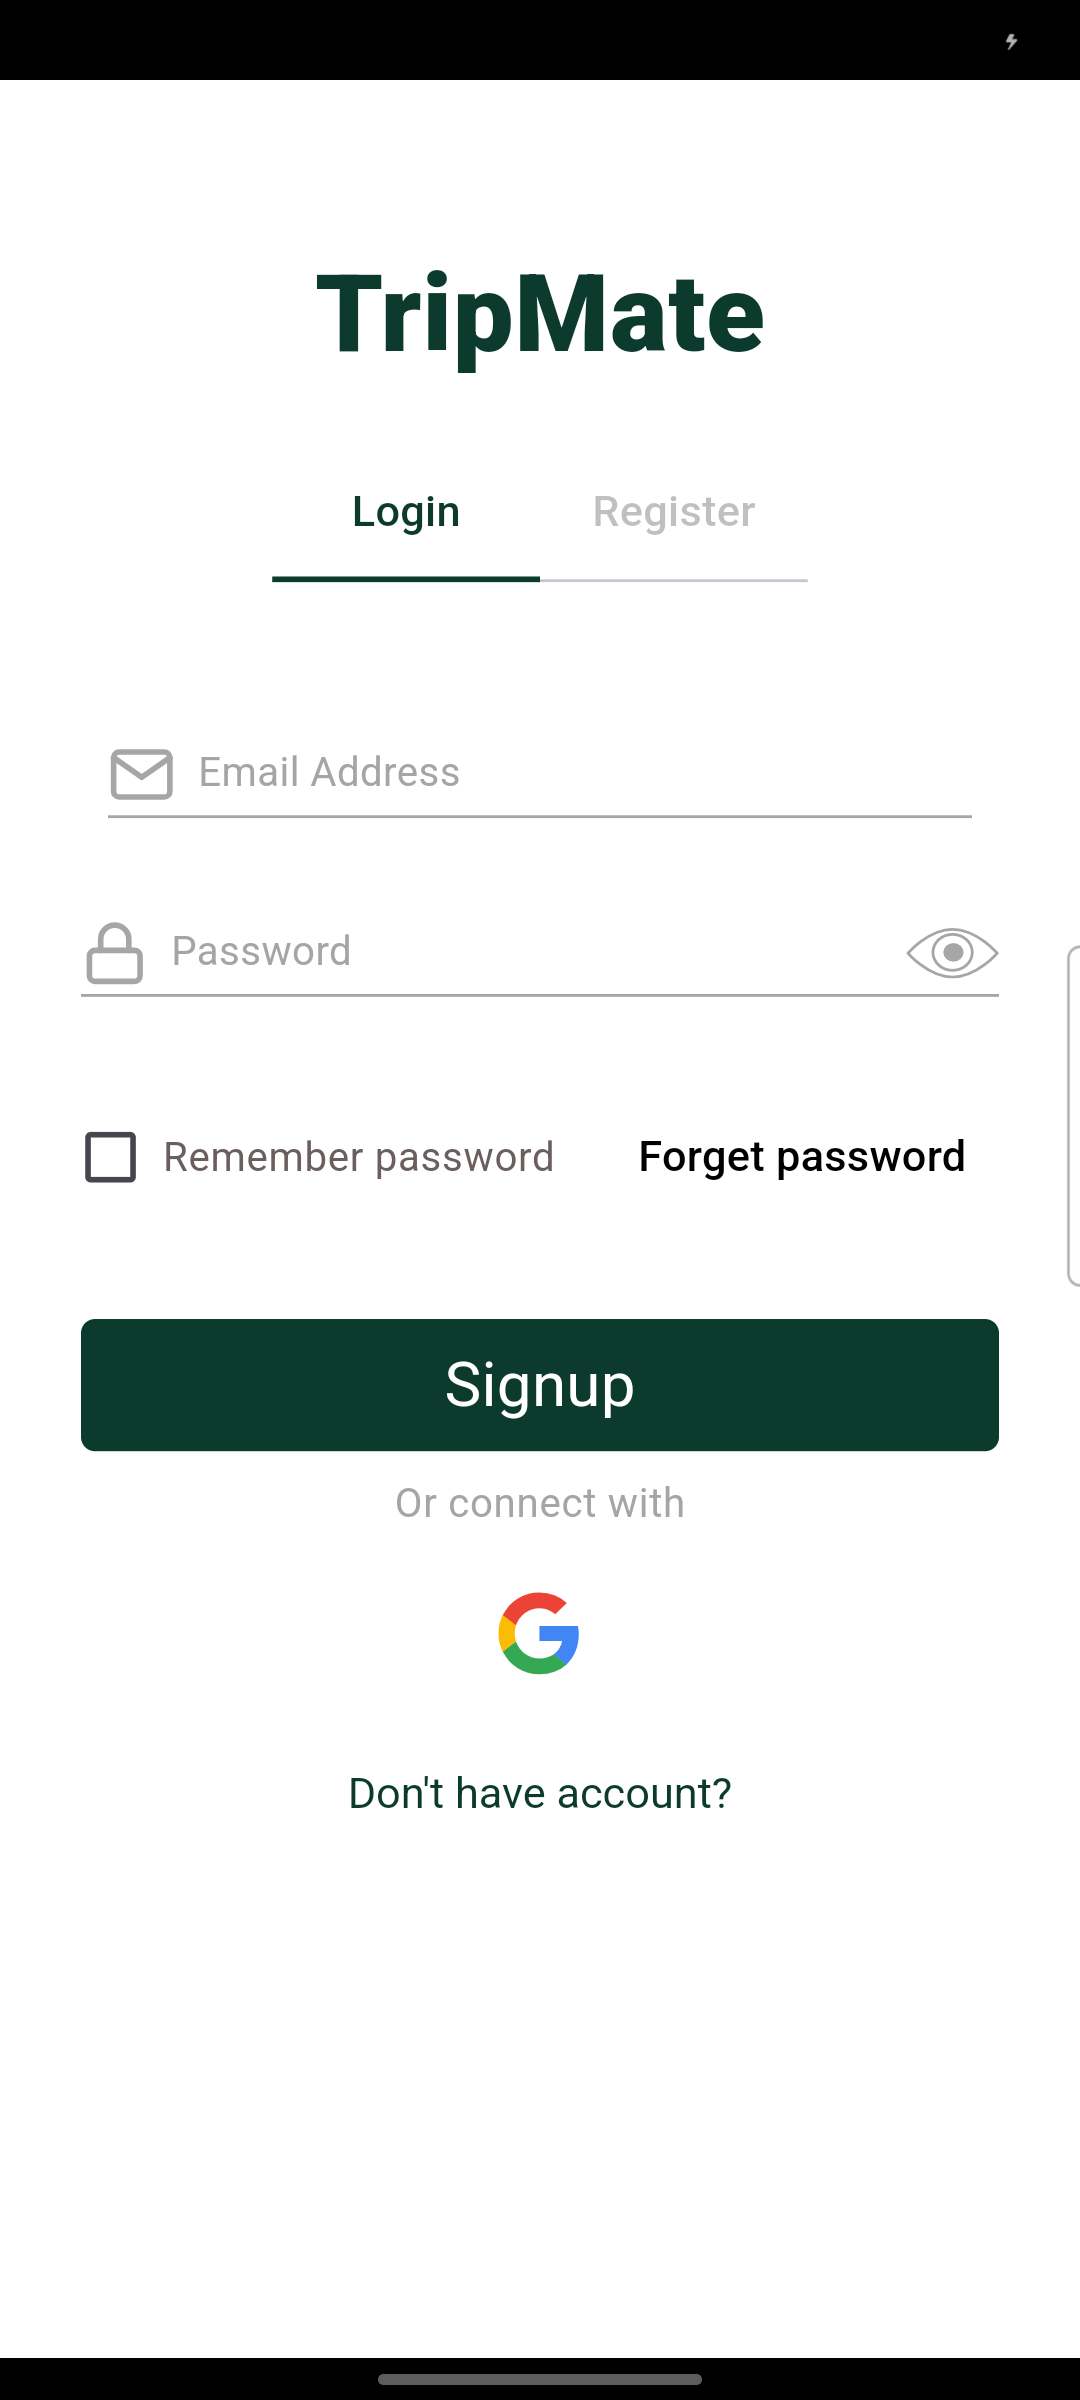 TripMate
Login Register
Email Address
Password
Remember password Forget password
Signup
Or connect with
Don't have account?